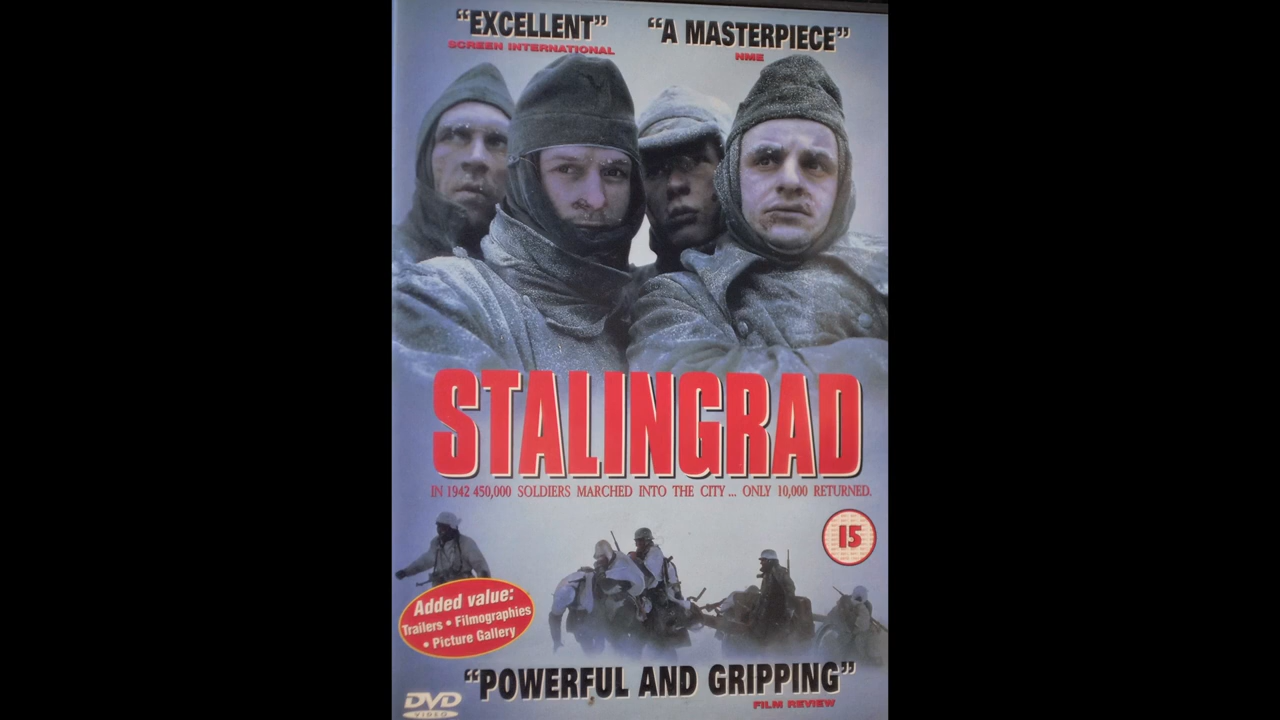 “EXCELLENT”
SCREEN INTERNATIONAL
“A MASTERPIECE”
NME
STALINGRAD
IN 1942 450,000 SOLDIERS MARCHED INTO THE CITY... ONLY 10,000 RETURNED.
15
Added value:
Trailers • Filmographies
• Picture Gallery
“POWERFUL AND GRIPPING”
FILM REVIEW
DVD
VIDEO